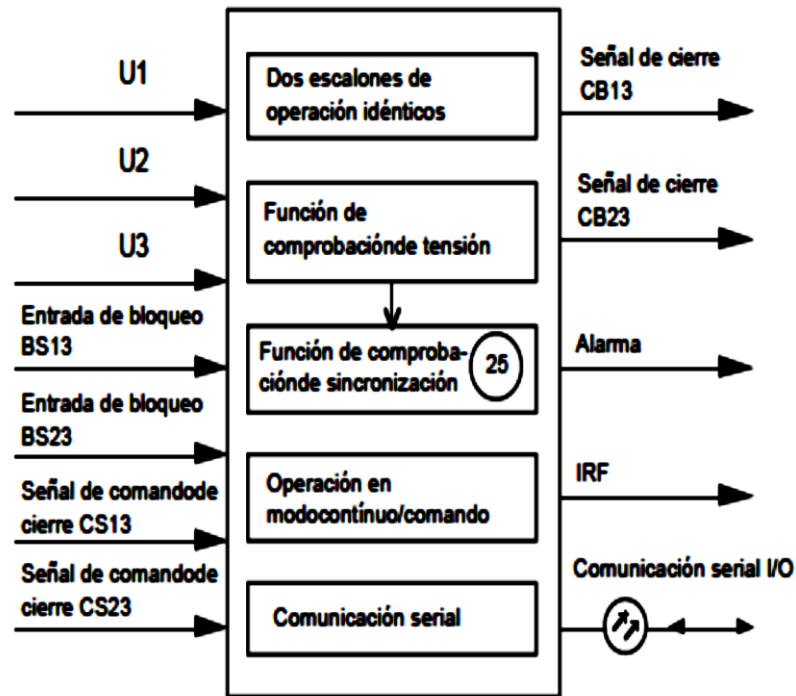 U1
U2
U3
Entrada de bloqueo
BS13
Entrada de bloqueo
BS23
Señal de comandode
cierre CS13
Señal de comandode
cierre CS23
Dos escalones de
operación idénticos
Función de
comprobaciónde tensión
Función de comproba-
ciónde sincronización
25
Operación en
modocontínuo/comando
Comunicación serial
Señal de cierre
CB13
Señal de cierre
CB23
Alarma
IRF
Comunicación serial I/O